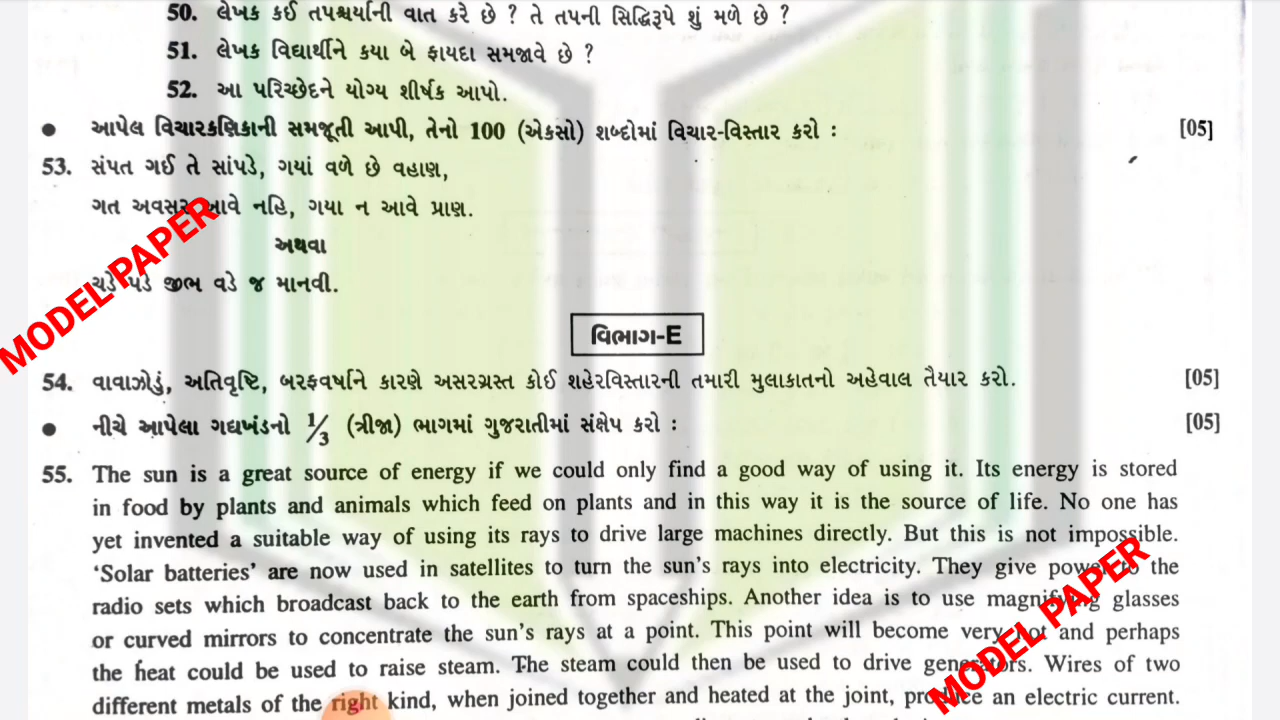 50. લેખક કઈ તપશ્ચર્યાની વાત કરે છે ? તે તપની સિદ્ધિરૂપે શું મળે છે ?
51. લેખક વિદ્યાર્થીને કયા બે ફાયદા સમજાવે છે ?
52. આ પરિચ્છેદને યોગ્ય શીર્ષક આપો.
● આપેલ વિચારકણિકાની સમજૂતી આપી, તેનો 100 (એકસો) શબ્દોમાં વિચાર-વિસ્તાર કરો : [05]
53. સંપત ગઈ તે સાંપડે, ગયાં વળે છે વહાણ,
ગત અવસર આવે નહિ, ગયા ન આવે પ્રાણ.
અથવા
ચડે પડે જીભ વડે જ માનવી.
MODEL PAPER
વિભાગ-E
54. વાવાઝોડું, અતિવૃષ્ટિ, બરફવર્ષાને કારણે અસરગ્રસ્ત કોઈ શહેરવિસ્તારની તમારી મુલાકાતનો અહેવાલ તૈયાર કરો. [05]
● નીચે આપેલા ગદ્યખંડનો 1/3 (ત્રીજા) ભાગમાં ગુજરાતીમાં સંક્ષેપ કરો : [05]
55. The sun is a great source of energy if we could only find a good way of using it. Its energy is stored
in food by plants and animals which feed on plants and in this way it is the source of life. No one has
yet invented a suitable way of using its rays to drive large machines directly. But this is not impossible.
‘Solar batteries’ are now used in satellites to turn the sun’s rays into electricity. They give power to the
radio sets which broadcast back to the earth from spaceships. Another idea is to use magnifying glasses
or curved mirrors to concentrate the sun’s rays at a point. This point will become very hot and perhaps
the heat could be used to raise steam. The steam could then be used to drive generators. Wires of two
different metals of the right kind, when joined together and heated at the joint, produce an electric current.
MODEL PAPER